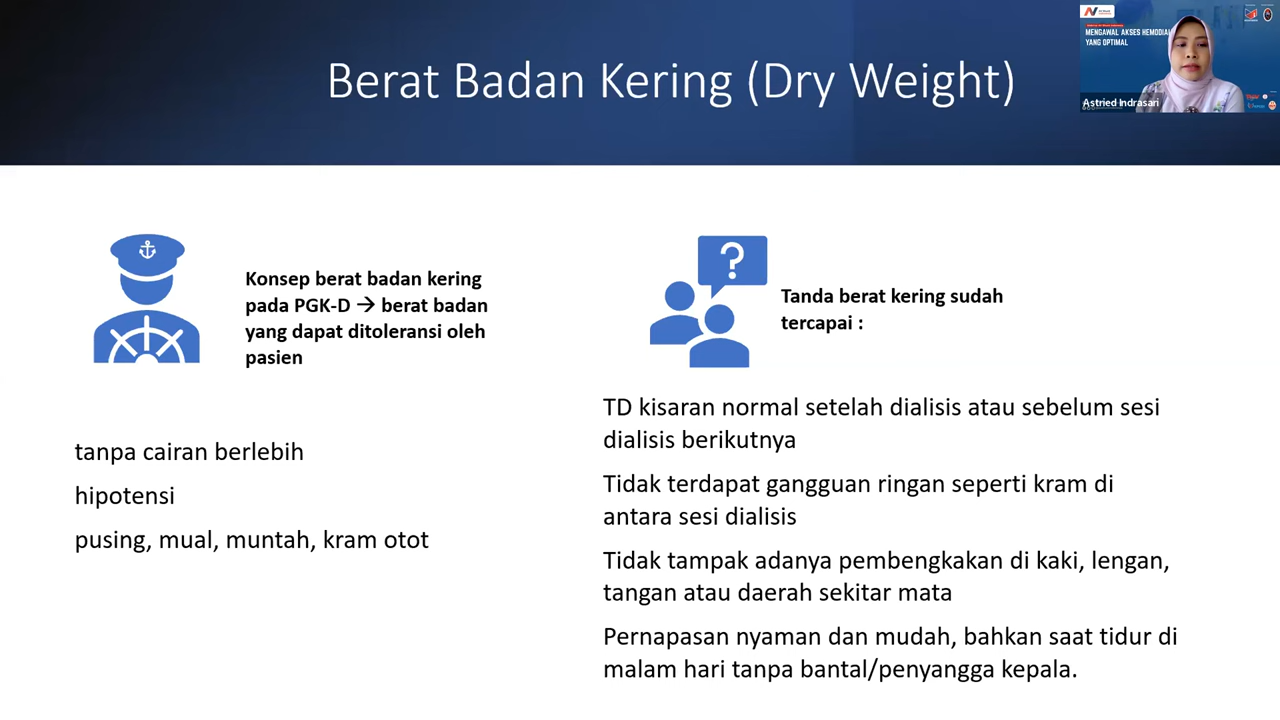 Berat Badan Kering (Dry Weight)
MENGAWAL AKSES HEMODIAL
YANG OPTIMAL
Astried Indrasari
Konsep berat badan kering
pada PGK-D → berat badan
yang dapat ditoleransi oleh
pasien
tanpa cairan berlebih
hipotensi
pusing, mual, muntah, kram otot
?
Tanda berat kering sudah
tercapai :
TD kisaran normal setelah dialisis atau sebelum sesi
dialisis berikutnya
Tidak terdapat gangguan ringan seperti kram di
antara sesi dialisis
Tidak tampak adanya pembengkakan di kaki, lengan,
tangan atau daerah sekitar mata
Pernapasan nyaman dan mudah, bahkan saat tidur di
malam hari tanpa bantal/penyangga kepala.